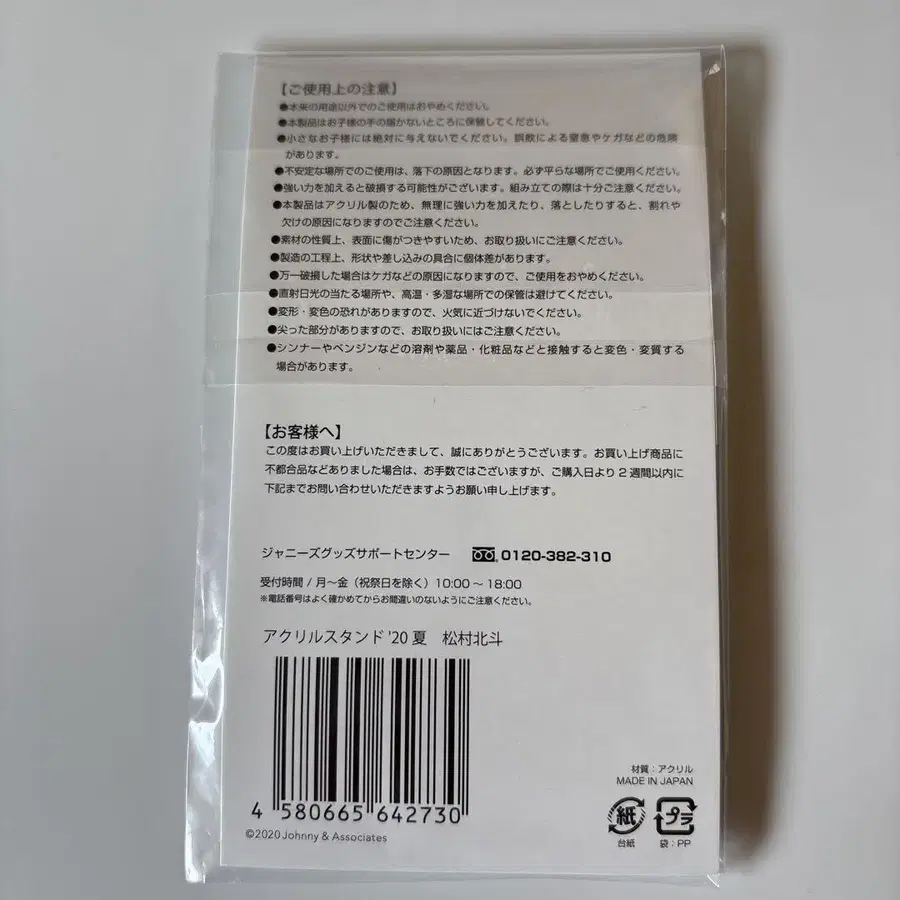 【ご使用上の注意】
●本来の用途以外でのご使用はおやめください。
●本製品はお子様の手の届かないところに保管してください。
●小さなお子様には絶対に与えないでください。誤飲による窒息やケガなどの危険
があります。
●不安定な場所でのご使用は、落下の原因となります。必ず平らな場所でご使用ください。
●強い力を加えると破損する可能性がございます。組み立ての際は十分ご注意ください。
●本製品はアクリル製のため、無理に強い力を加えたり、落としたりすると、割れや
欠けの原因になりますのでご注意ください。
●素材の性質上、表面に傷がつきやすいため、お取り扱いにご注意ください。
●製造の工程上、形状や差し込みの具合に個体差があります。
●万一破損した場合はケガなどの原因になりますので、ご使用をおやめください。
●直射日光の当たる場所や、高温・多湿な場所での保管は避けてください。
●変形・変色の恐れがありますので、火気に近づけないでください。
●尖った部分がありますので、お取り扱いにはご注意ください。
●シンナーやベンジンなどの溶剤や薬品・化粧品などと接触すると変色・変質する
場合があります。
【お客様へ】
この度はお買い上げいただきまして、誠にありがとうございます。お買い上げ商品に
不都合品などありました場合は、お手数ではございますが、ご購入日より2週間以内に
下記までお問い合わせいただきますようお願い申し上げます。
ジャニーズグッズサポートセンター 0120-382-310
受付時間 / 月〜金（祝祭日を除く）10:00 〜 18:00
※電話番号はよく確かめてからお間違いのないようにご注意ください。
アクリルスタンド '20 夏 松村北斗
4 580665 642730
©2020 Johnny & Associates
材質：アクリル
MADE IN JAPAN
紙 プラ
台紙 袋：PP